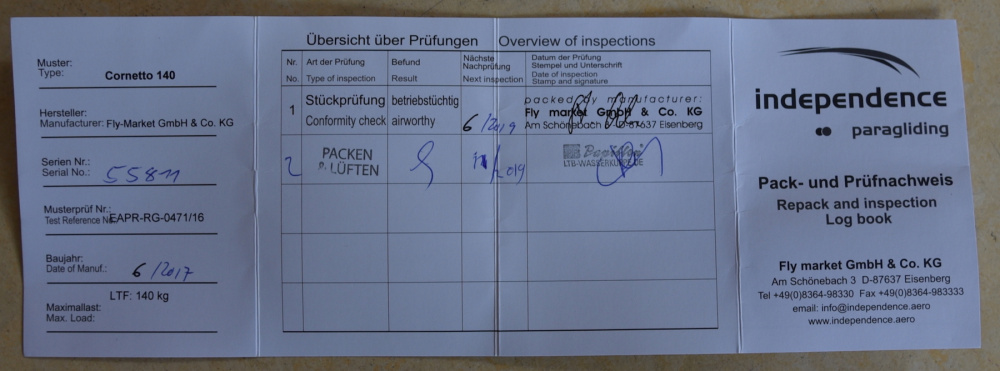 Muster:
Type: Cornetto 140
Hersteller:
Manufacturer: Fly-Market GmbH & Co. KG
Serien Nr.:
Serial No.: 55811
Musterprüf Nr.:
Test Reference No. EAPR-RG-0471/16
Baujahr:
Date of Manuf.: 6/2017
LTF: 140 kg
Maximallast:
Max. Load:
Übersicht über Prüfungen Overview of inspections
Nr. Art der Prüfung Befund Nächste Nachprüfung Datum der Prüfung
Stempel und Unterschrift
No. Type of inspection Result Next inspection Date of inspection
Stamp and signature
1 Stückprüfung betriebstüchtig packed by manufacturer:
Conformity check airworthy 6/2019 Fly market GmbH & Co. KG
Am Schönebach 3 D-87637 Eisenberg
2 PACKEN
LÜFTEN /2019 LTB-WASSERKUPPE.DE
independence
paragliding
Pack- und Prüfnachweis
Repack and inspection
Log book
Fly market GmbH & Co. KG
Am Schönebach 3 D-87637 Eisenberg
Tel +49(0)8364-98330 Fax +49(0)8364-983333
email: info@independence.aero
www.independence.aero